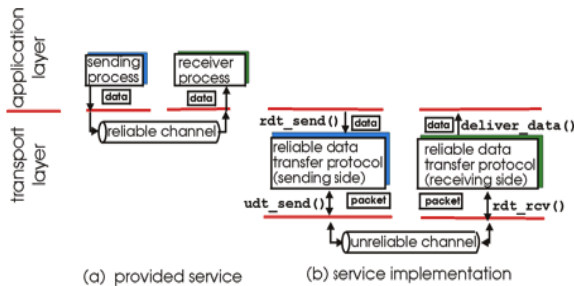 application
layer
transport
layer
sending
process
receiver
process
data
data
reliable channel
(a) provided service
rdt_send()
data
data
deliver_data()
reliable data
transfer protocol
(sending side)
reliable data
transfer protocol
(receiving side)
udt_send()
packet
packet
rdt_rcv()
unreliable channel
(b) service implementation